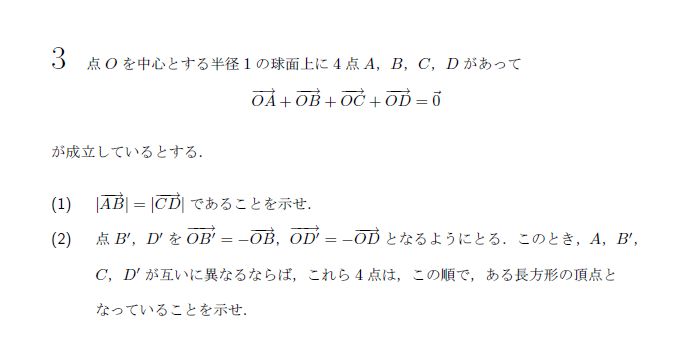 3 点 O を中心とする半径 1 の球面上に 4 点 A，B，C，D があって
$\overrightarrow{OA}+\overrightarrow{OB}+\overrightarrow{OC}+\overrightarrow{OD}=\vec{0}$
が成立しているとする．
(1) $|\overrightarrow{AB}|=|\overrightarrow{CD}|$ であることを示せ．
(2) 点 B′，D′ を $\overrightarrow{OB'}=-\overrightarrow{OB}$，$\overrightarrow{OD'}=-\overrightarrow{OD}$ となるようにとる．このとき，A，B′，
C，D′ が互いに異なるならば，これら 4 点は，この順で，ある長方形の頂点と
なっていることを示せ．